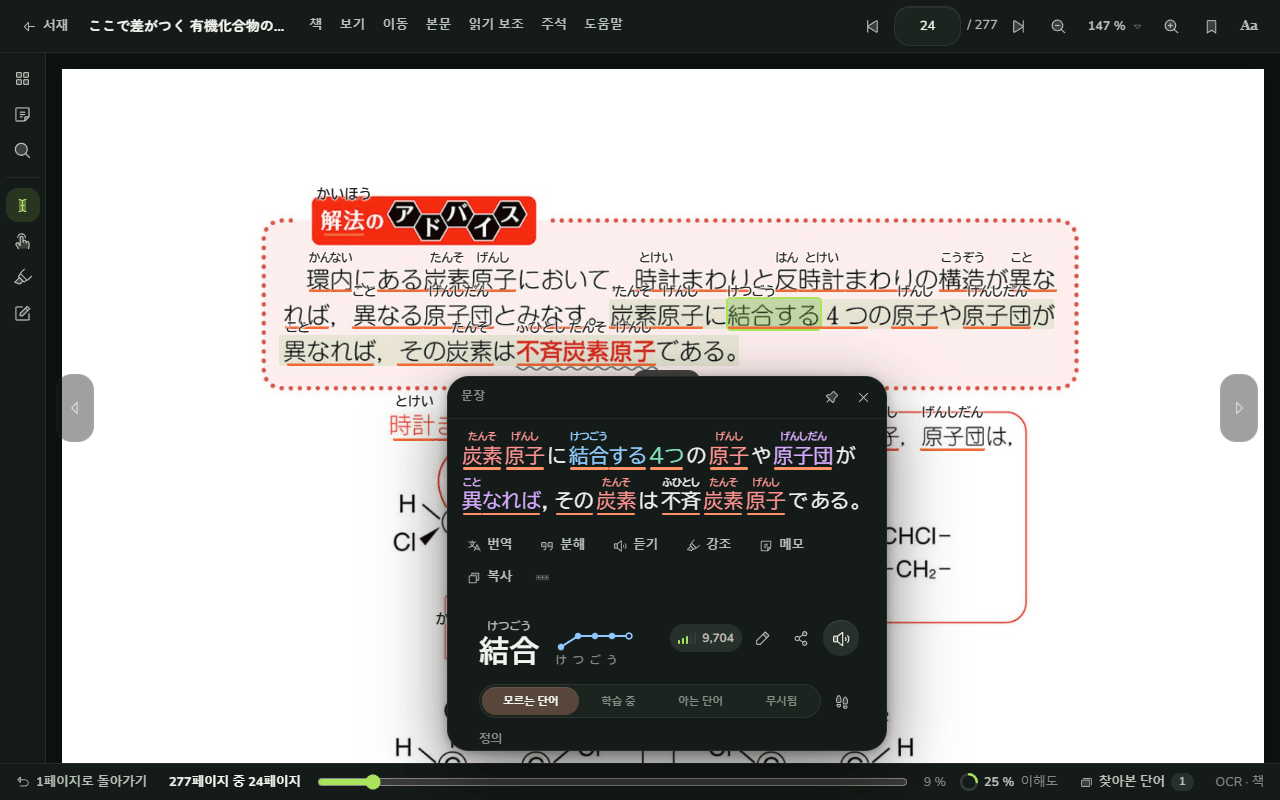 서재 ここで差がつく 有機化合物の... 책 보기 이동 본문 읽기 보조 주석 도움말 24 / 277 147 % Aa
かいほう
解法のアドバイス
かんない たんそ げんし とけい はん とけい こうぞう こと
環内にある炭素原子において，時計まわりと反時計まわりの構造が異な
こと げんしだん たんそ げんし けつごう げんし げんしだん
れば，異なる原子団とみなす。炭素原子に結合する4つの原子や原子団が
こと たんそ ふひとし たんそ げんし
異なれば，その炭素は不斉炭素原子である。
とけい
時計ま
げんしだん
子，原子団は，
H
Cl
CHCl−
−CH₂−
か
H
H
문장
たんそ げんし けつごう げんし げんしだん
炭素原子に結合する4つの原子や原子団が
こと たんそ ふひとし たんそ げんし
異なれば，その炭素は不斉炭素原子である。
번역 분해 듣기 강조 메모
복사
けつごう
結合 けつごう 9,704
모르는 단어 학습 중 아는 단어 무시됨
정의
1페이지로 돌아가기 277페이지 중 24페이지 9 % 25 % 이해도 찾아본 단어 1 OCR · 책